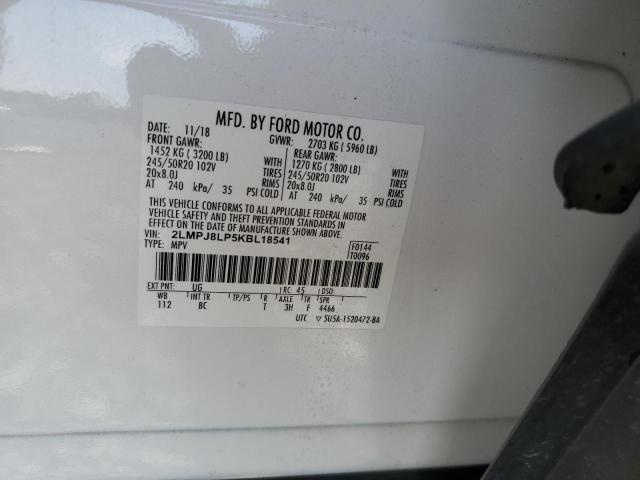 MFD. BY FORD MOTOR CO.
DATE: 11/18 GVWR: 2703 KG ( 5960 LB)
FRONT GAWR: REAR GAWR:
1452 KG ( 3200 LB) 1270 KG ( 2800 LB)
245/50R20 102V TIRES 245/50R20 102V TIRES
20x8.0J RIMS 20x8.0J RIMS
AT 240 kPa/ 35 PSI COLD AT 240 kPa/ 35 PSI COLD
THIS VEHICLE CONFORMS TO ALL APPLICABLE FEDERAL MOTOR
VEHICLE SAFETY AND THEFT PREVENTION STANDARDS IN EFFECT
ON THE DATE OF MANUFACTURE SHOWN ABOVE.
VIN: 2LMPJ8LP5KBL18541 F0144
TYPE: MPV T0096
EXT PNT: UG RC: 45 DSO:
WB INT TR TP/PS R AXLE TR SPR
112 BC T 3H F 4466
UTC ▽ 5U5A-1520472-BA